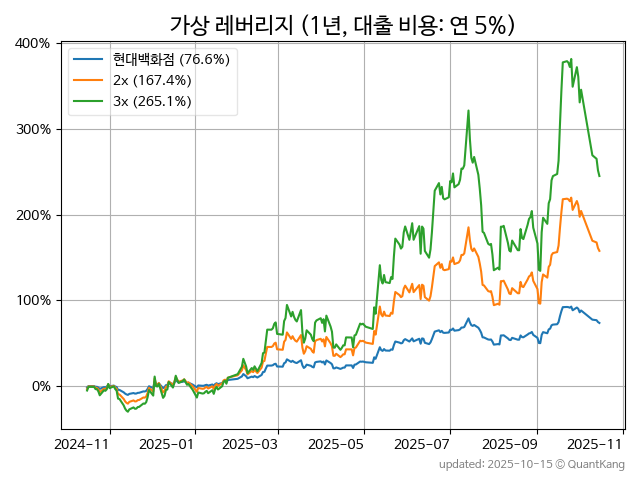 가상 레버리지 (1년, 대출 비용: 연 5%)
400%
300%
200%
100%
0%
현대백화점 (76.6%)
2x (167.4%)
3x (265.1%)
2024-11
2025-01
2025-03
2025-05
2025-07
2025-09
2025-11
updated: 2025-10-15 © QuantKang